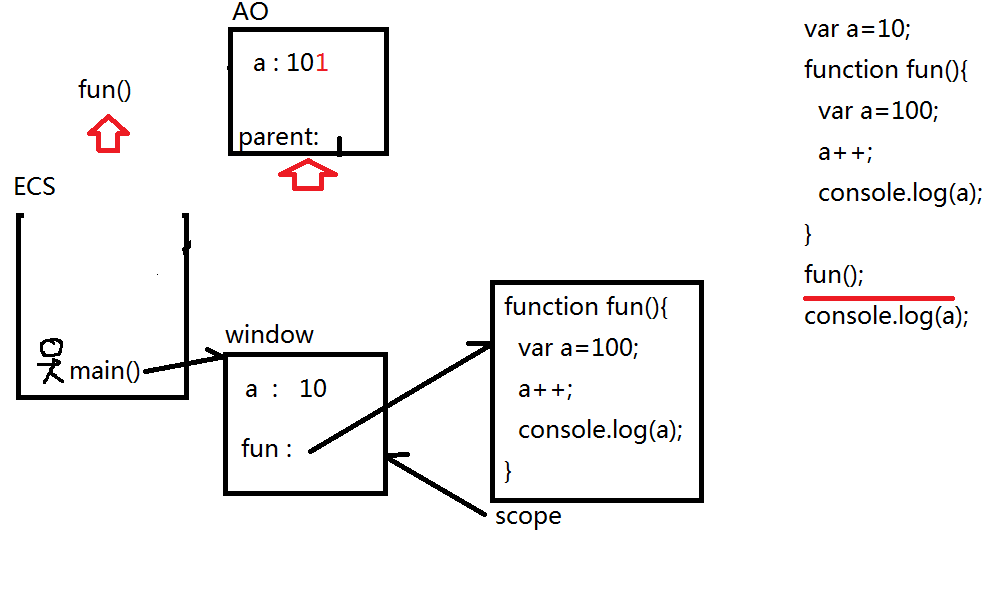 AO
a : 101
fun()
parent:
ECS
main()
window
a : 10
fun :
function fun(){
var a=100;
a++;
console.log(a);
}
scope
var a=10;
function fun(){
var a=100;
a++;
console.log(a);
}
fun();
console.log(a);